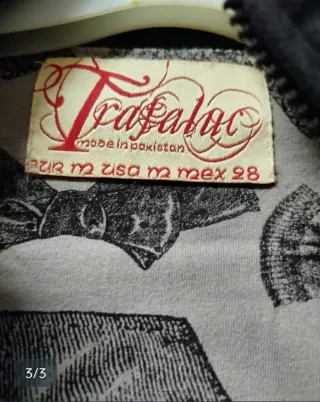 Trafaluc
made in pakistan
EUR M USA M MEX 28
3/3